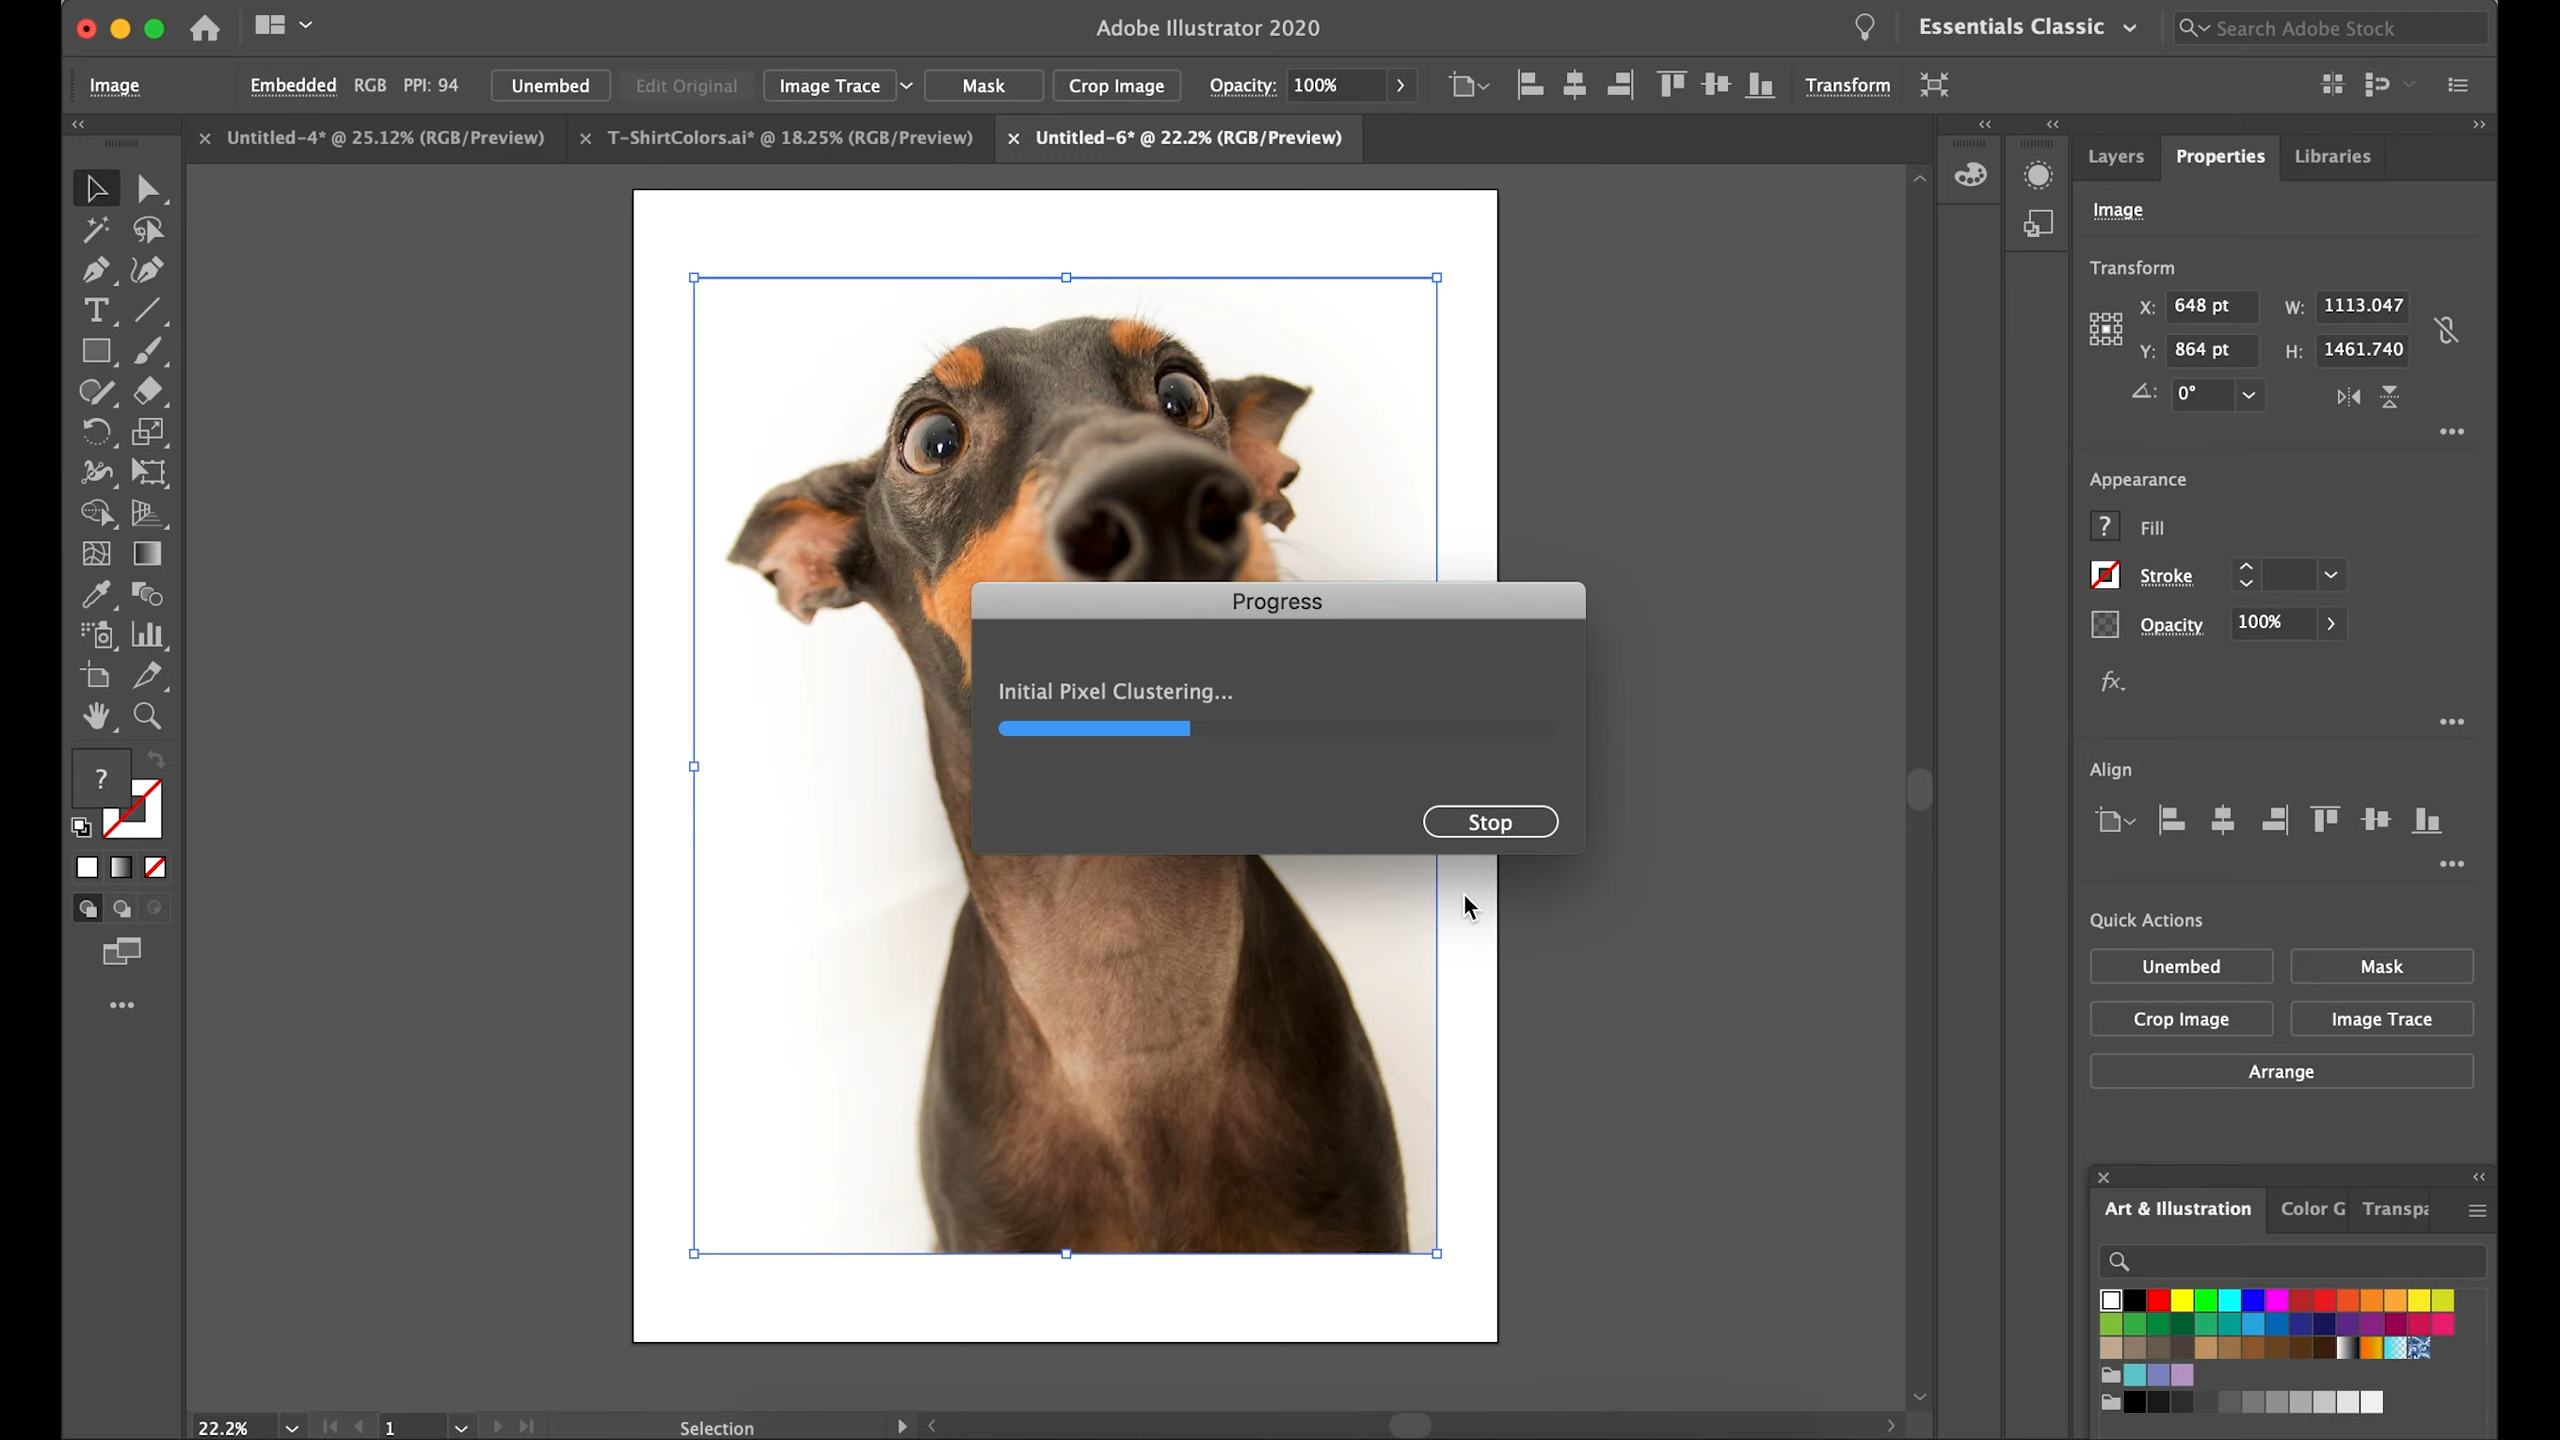 Adobe Illustrator 2020
Essentials Classic
Search Adobe Stock
Image
Embedded RGB PPI: 94
Unembed
Edit Original
Image Trace
Mask
Crop Image
Opacity: 100%
Transform
Untitled-4* @ 25.12% (RGB/Preview)
T-ShirtColors.ai* @ 18.25% (RGB/Preview)
Untitled-6* @ 22.2% (RGB/Preview)
Layers
Properties
Libraries
Image
Transform
X: 648 pt
W: 1113.047
Y: 864 pt
H: 1461.740
0°
Appearance
? Fill
Stroke
Opacity 100%
fx.
Align
Quick Actions
Unembed
Mask
Crop Image
Image Trace
Arrange
Art & Illustration
Color G
Transpa
Progress
Initial Pixel Clustering...
Stop
T
?
22.2%
1
Selection